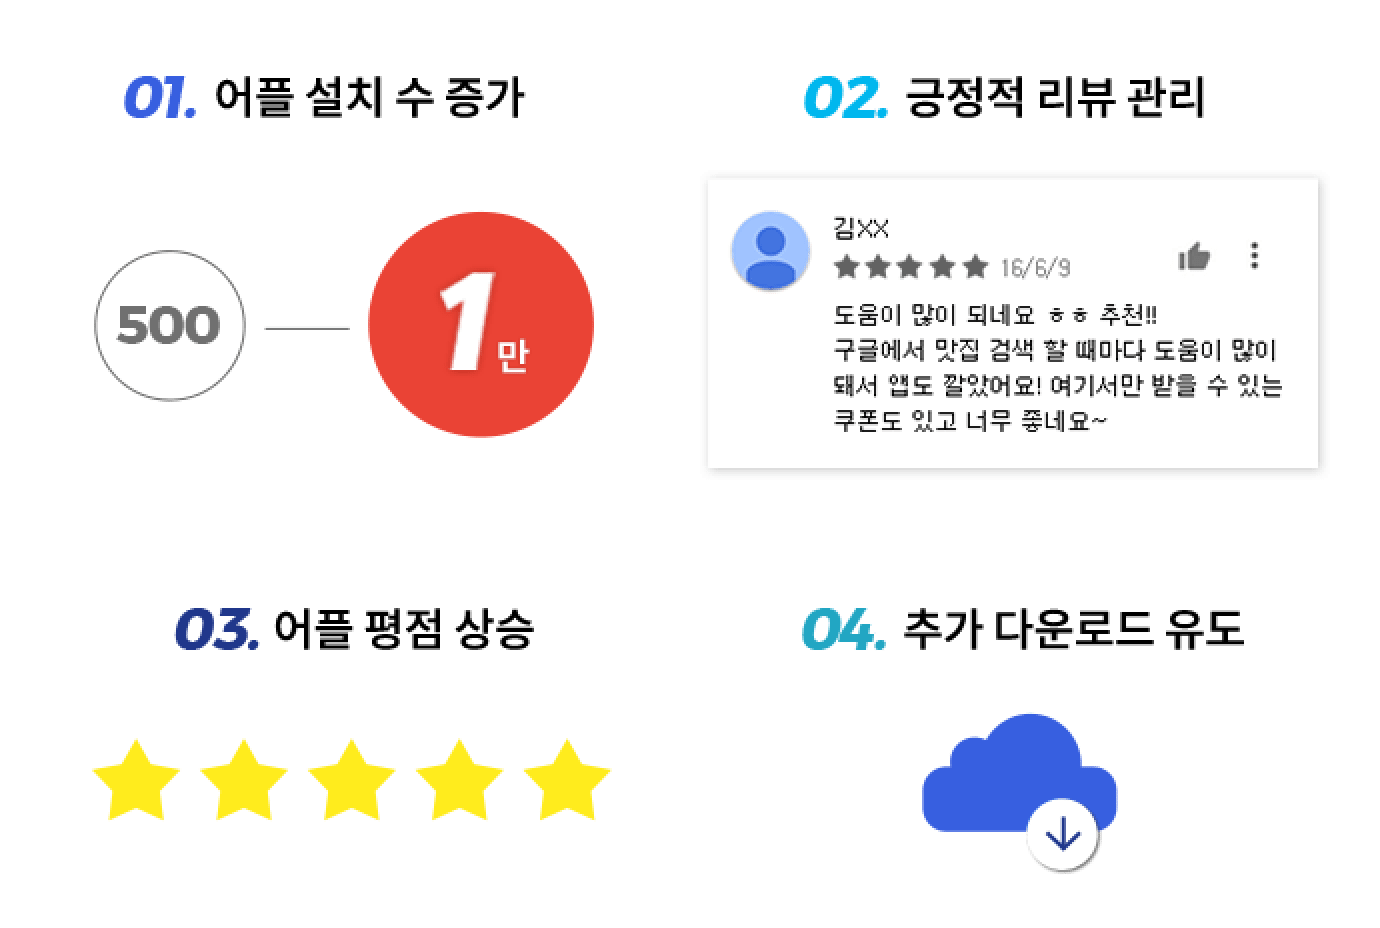 01. 어플 설치 수 증가
500
1만
02. 긍정적 리뷰 관리
김XX
16/6/9
도움이 많이 되네요 ㅎㅎ 추천!!
구글에서 맛집 검색 할 때마다 도움이 많이
돼서 앱도 깔았어요! 여기서만 받을 수 있는
쿠폰도 있고 너무 좋네요~
03. 어플 평점 상승
04. 추가 다운로드 유도